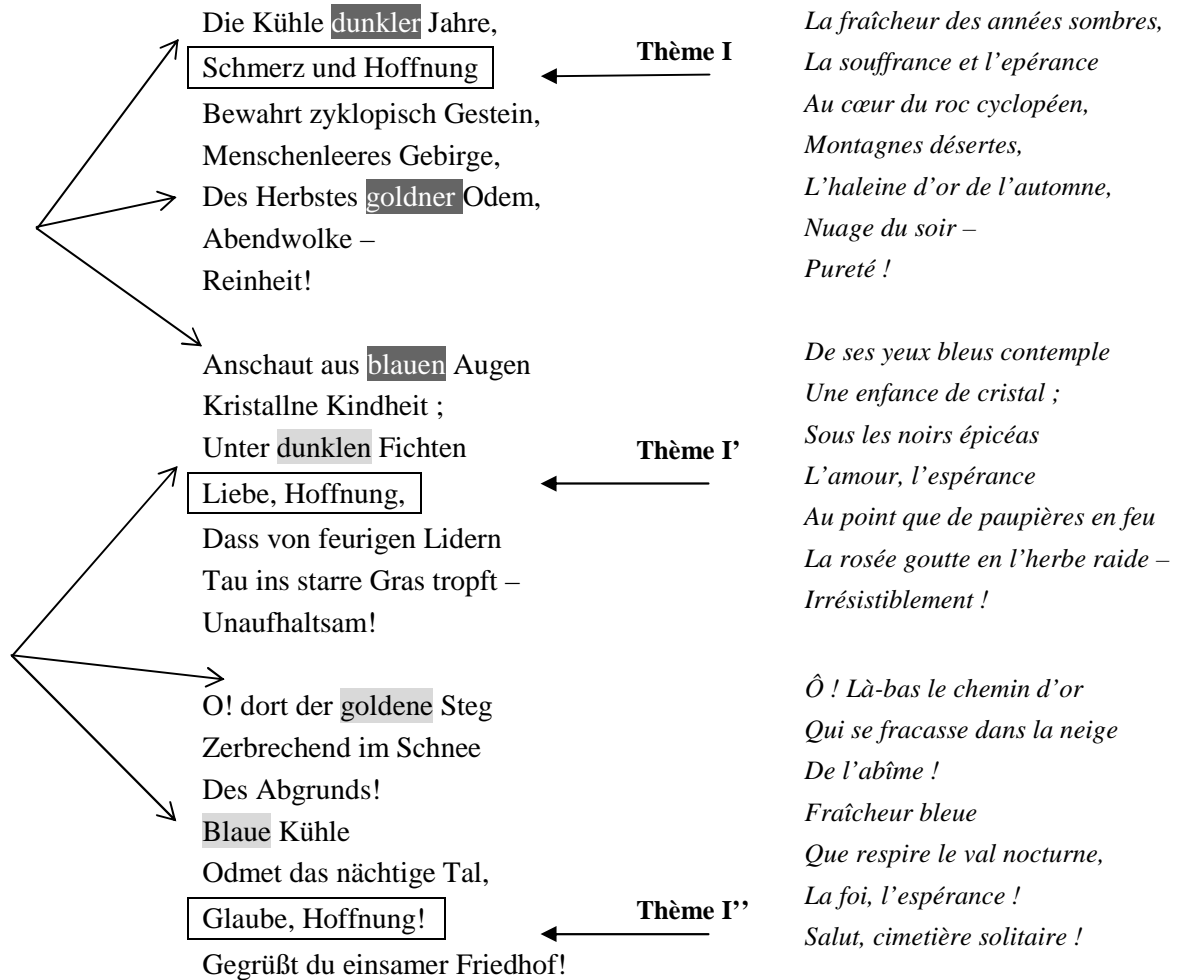 Die Kühle dunkler Jahre,
Schmerz und Hoffnung
Bewahrt zyklopisch Gestein,
Menschenleeres Gebirge,
Des Herbstes goldner Odem,
Abendwolke –
Reinheit!
Thème I
La fraîcheur des années sombres,
La souffrance et l’epérance
Au cœur du roc cyclopéen,
Montagnes désertes,
L’haleine d’or de l’automne,
Nuage du soir –
Pureté !
Anschaut aus blauen Augen
Kristallne Kindheit ;
Unter dunklen Fichten
Liebe, Hoffnung,
Dass von feurigen Lidern
Tau ins starre Gras tropft –
Unaufhaltsam!
Thème I’
De ses yeux bleus contemple
Une enfance de cristal ;
Sous les noirs épicéas
L’amour, l’espérance
Au point que de paupières en feu
La rosée goutte en l’herbe raide –
Irrésistiblement !
O! dort der goldene Steg
Zerbrechend im Schnee
Des Abgrunds!
Blaue Kühle
Odmet das nächtige Tal,
Glaube, Hoffnung!
Gegrüßt du einsamer Friedhof!
Thème I’’
Ô ! Là-bas le chemin d’or
Qui se fracasse dans la neige
De l’abîme !
Fraîcheur bleue
Que respire le val nocturne,
La foi, l’espérance !
Salut, cimetière solitaire !